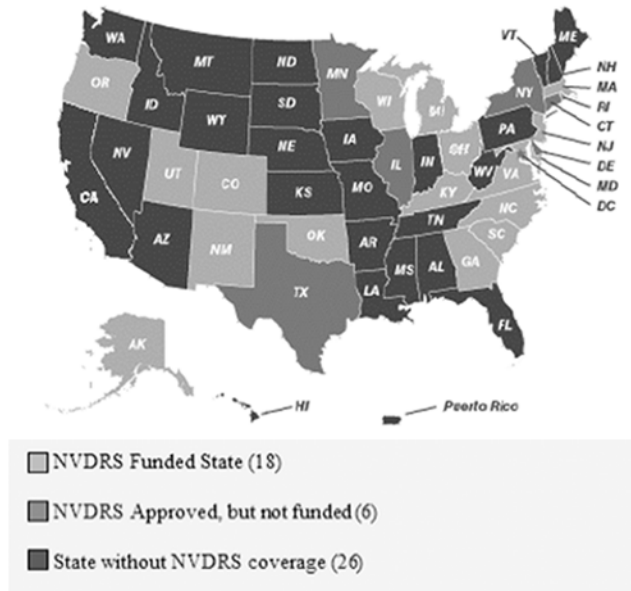 WA
MT
ND
MN
VT
ME
OR
ID
SD
WI
MI
NY
NH
MA
RI
CT
NJ
DE
MD
DC
WY
IA
PA
NV
NE
IL
IN
OH
WV
VA
CA
UT
CO
KS
MO
KY
NC
AZ
NM
OK
AR
TN
SC
TX
LA
MS
AL
GA
FL
AK
HI
Puerto Rico
NVDRS Funded State (18)
NVDRS Approved, but not funded (6)
State without NVDRS coverage (26)